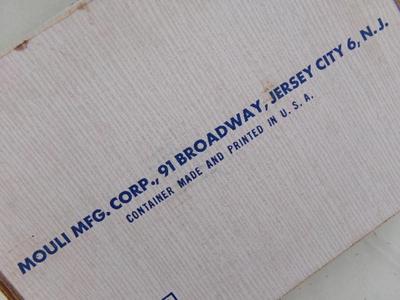 MOULI MFG. CORP., 91 BROADWAY, JERSEY CITY 6, N.J.
CONTAINER MADE AND PRINTED IN U.S.A.